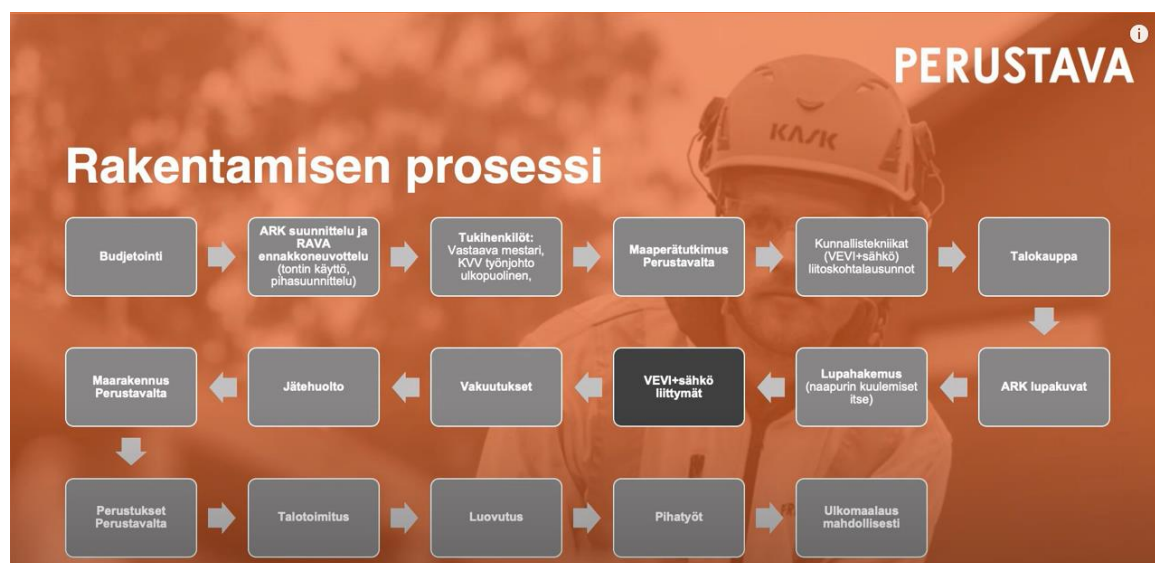 i
PERUSTAVA
KASK
Rakentamisen prosessi
Budjetointi
ARK suunnittelu ja
RAVA
ennakkoneuvottelu
(tontin käyttö,
pihasuunnittelu)
Tukihenkilöt:
Vastaava mestari,
KVV työnjohto
ulkopuolinen,
Maaperätutkimus
Perustavalta
Kunnallistekniikat
(VEVI+sähkö)
liitoskohtalausunnot
Talokauppa
ARK lupakuvat
Lupahakemus
(naapurin kuulemiset
itse)
VEVI+sähkö
liittymät
Vakuutukset
Jätehuolto
Maarakennus
Perustavalta
Perustukset
Perustavalta
Talotoimitus
Luovutus
Pihatyöt
Ulkomaalaus
mahdollisesti